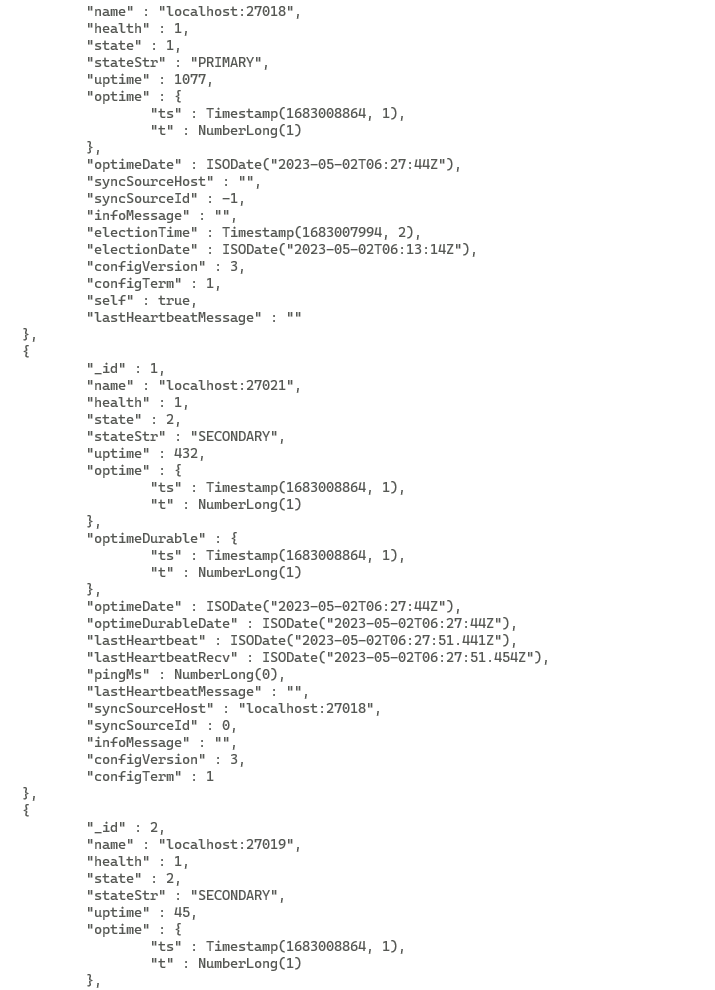 "name" : "localhost:27018",
"health" : 1,
"state" : 1,
"stateStr" : "PRIMARY",
"uptime" : 1077,
"optime" : {
"ts" : Timestamp(1683008864, 1),
"t" : NumberLong(1)
},
"optimeDate" : ISODate("2023-05-02T06:27:44Z"),
"syncSourceHost" : "",
"syncSourceId" : -1,
"infoMessage" : "",
"electionTime" : Timestamp(1683007994, 2),
"electionDate" : ISODate("2023-05-02T06:13:14Z"),
"configVersion" : 3,
"configTerm" : 1,
"self" : true,
"lastHeartbeatMessage" : ""
},
{
"_id" : 1,
"name" : "localhost:27021",
"health" : 1,
"state" : 2,
"stateStr" : "SECONDARY",
"uptime" : 432,
"optime" : {
"ts" : Timestamp(1683008864, 1),
"t" : NumberLong(1)
},
"optimeDurable" : {
"ts" : Timestamp(1683008864, 1),
"t" : NumberLong(1)
},
"optimeDate" : ISODate("2023-05-02T06:27:44Z"),
"optimeDurableDate" : ISODate("2023-05-02T06:27:44Z"),
"lastHeartbeat" : ISODate("2023-05-02T06:27:51.441Z"),
"lastHeartbeatRecv" : ISODate("2023-05-02T06:27:51.454Z"),
"pingMs" : NumberLong(0),
"lastHeartbeatMessage" : "",
"syncSourceHost" : "localhost:27018",
"syncSourceId" : 0,
"infoMessage" : "",
"configVersion" : 3,
"configTerm" : 1
},
{
"_id" : 2,
"name" : "localhost:27019",
"health" : 1,
"state" : 2,
"stateStr" : "SECONDARY",
"uptime" : 45,
"optime" : {
"ts" : Timestamp(1683008864, 1),
"t" : NumberLong(1)
},